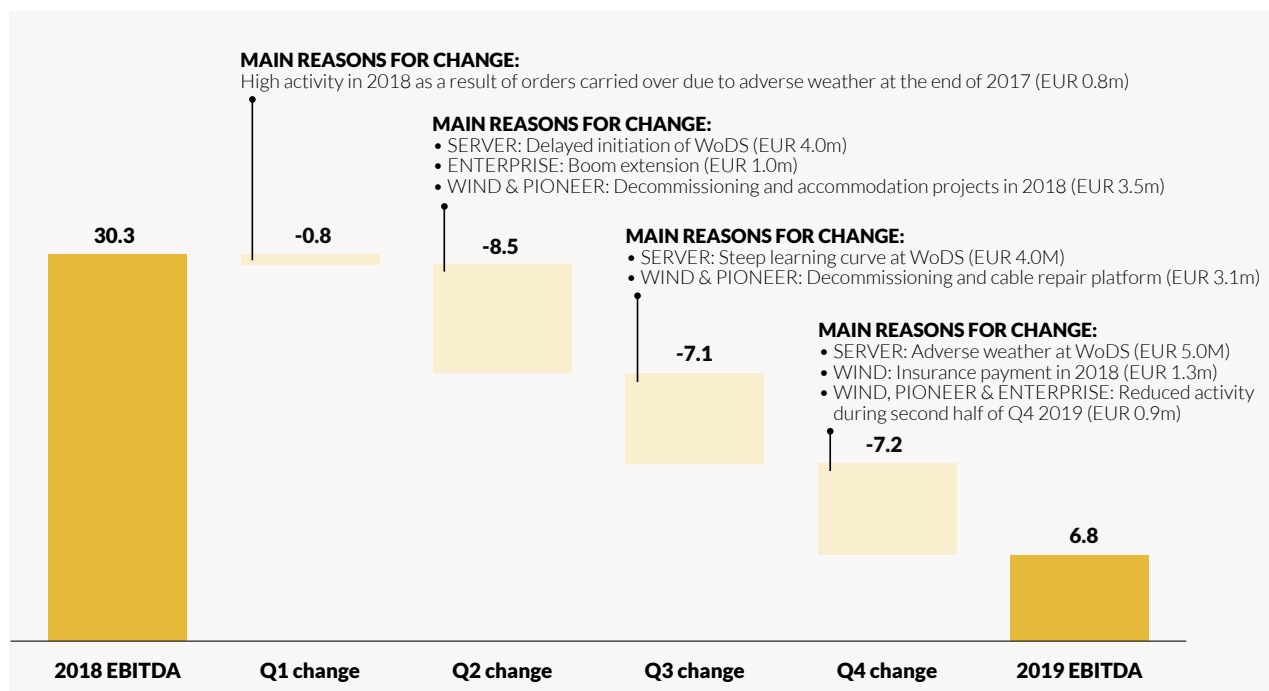 MAIN REASONS FOR CHANGE:
High activity in 2018 as a result of orders carried over due to adverse weather at the end of 2017 (EUR 0.8m)
MAIN REASONS FOR CHANGE:
• SERVER: Delayed initiation of WoDS (EUR 4.0m)
• ENTERPRISE: Boom extension (EUR 1.0m)
• WIND & PIONEER: Decommissioning and accommodation projects in 2018 (EUR 3.5m)
MAIN REASONS FOR CHANGE:
• SERVER: Steep learning curve at WoDS (EUR 4.0M)
• WIND & PIONEER: Decommissioning and cable repair platform (EUR 3.1m)
MAIN REASONS FOR CHANGE:
• SERVER: Adverse weather at WoDS (EUR 5.0M)
• WIND: Insurance payment in 2018 (EUR 1.3m)
• WIND, PIONEER & ENTERPRISE: Reduced activity
during second half of Q4 2019 (EUR 0.9m)
30.3
-0.8
-8.5
-7.1
-7.2
6.8
2018 EBITDA
Q1 change
Q2 change
Q3 change
Q4 change
2019 EBITDA